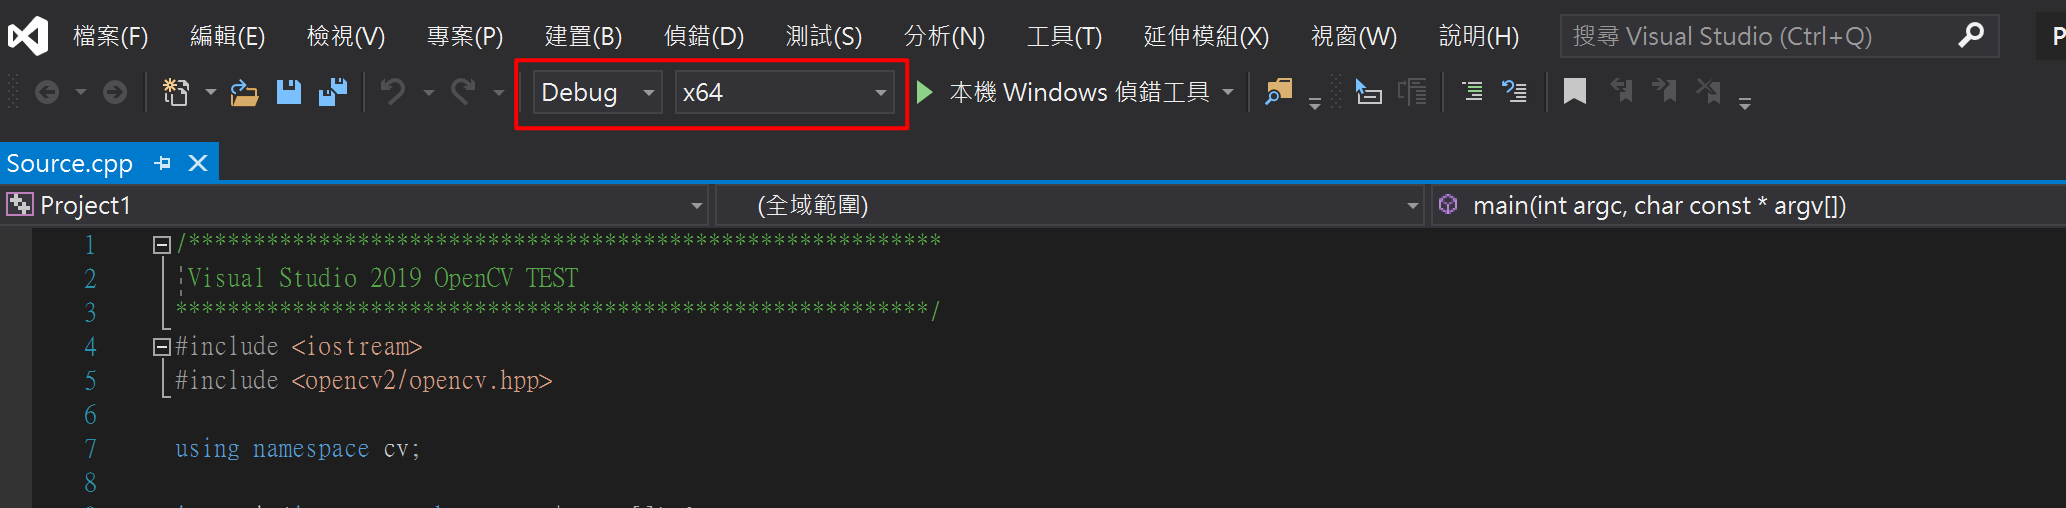 檔案(F) 編輯(E) 檢視(V) 專案(P) 建置(B) 偵錯(D) 測試(S) 分析(N) 工具(T) 延伸模組(X) 視窗(W) 說明(H) 搜尋 Visual Studio (Ctrl+Q) P
Debug x64 本機 Windows 偵錯工具
Source.cpp
Project1 (全域範圍) main(int argc, char const * argv[])
1 /**********************************************************
2 Visual Studio 2019 OpenCV TEST
3 **********************************************************/
4 #include <iostream>
5 #include <opencv2/opencv.hpp>
6
7 using namespace cv;
8